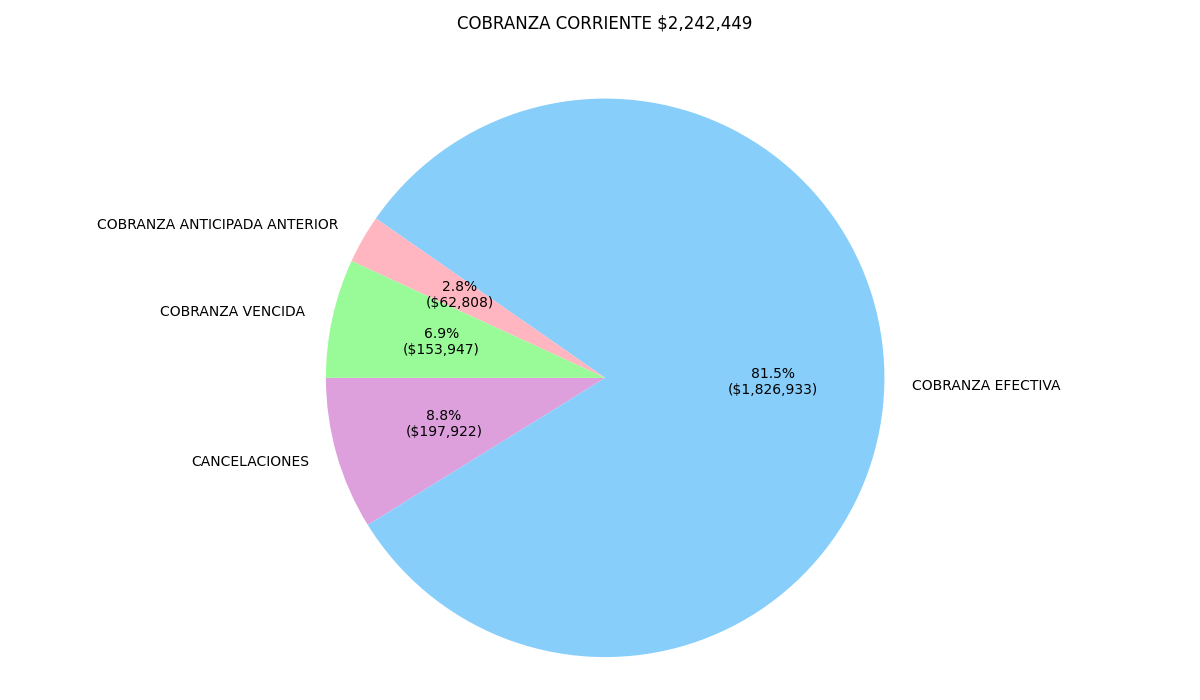 COBRANZA CORRIENTE $2,242,449
COBRANZA ANTICIPADA ANTERIOR
2.8%
($62,808)
COBRANZA VENCIDA
6.9%
($153,947)
81.5%
($1,826,933)
COBRANZA EFECTIVA
8.8%
($197,922)
CANCELACIONES